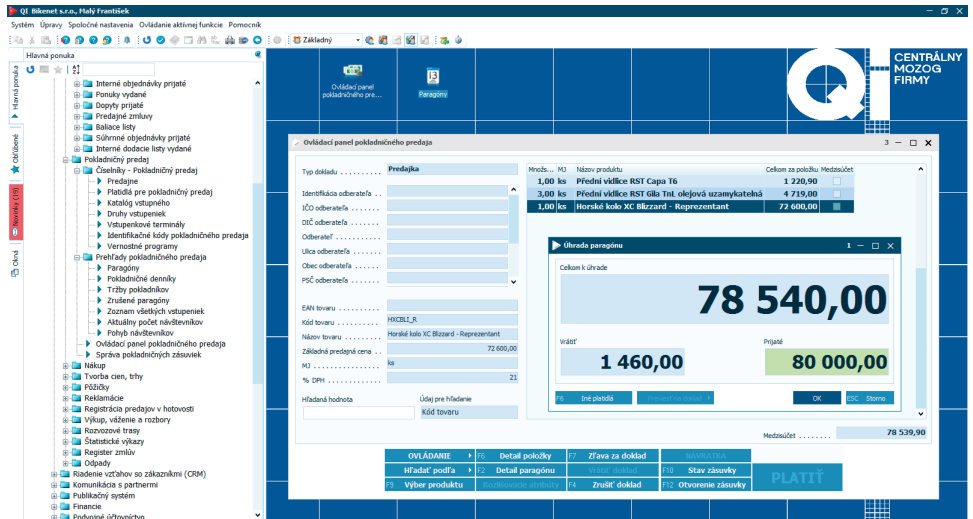 QI Bikenet s.r.o., Malý František
Systém Úpravy Spoločné nastavenia Ovládanie aktívnej funkcie Pomocník
Základný
Hlavná ponuka
Hlavná ponuka
Obľúbené
Novinky (19)
Okná
Interné objednávky prijaté
Ponuky vydané
Dopyty prijaté
Predajné zmluvy
Baliace listy
Súhrnné objednávky prijaté
Interné dodacie listy vydané
Pokladničný predaj
Číselníky - Pokladničný predaj
Predajne
Platidlá pre pokladničný predaj
Katalóg vstupného
Druhy vstupeniek
Vstupenkové terminály
Identifikačné kódy pokladničného predaja
Vernostné programy
Prehľady pokladničného predaja
Paragóny
Pokladničné denníky
Tržby pokladníkov
Zrušené paragóny
Zoznam všetkých vstupeniek
Aktuálny počet návštevníkov
Pohyb návštevníkov
Ovládací panel pokladničného predaja
Správa pokladničných zásuviek
Nákup
Tvorba cien, trhy
Pôžičky
Reklamácie
Registrácia predajov v hotovosti
Výkup, váženie a rozbory
Rozvozové trasy
Štatistické výkazy
Register zmlúv
Odpady
Riadenie vzťahov so zákazníkmi (CRM)
Komunikácia s partnermi
Publikačný systém
Financie
Podvojné účtovníctvo
Ovládací panel
pokladničného pre...
Paragóny
QI
CENTRÁLNY
MOZOG
FIRMY
Ovládací panel pokladničného predaja 3
Typ dokladu .......... Predajka
Identifikácia odberateľa ..
IČO odberateľa .......
DIČ odberateľa .......
Odberateľ ...........
Ulica odberateľa ......
Obec odberateľa ......
PSČ odberateľa .......
EAN tovaru ..........
Kód tovaru .......... HXCBLI_R
Názov tovaru ......... Horské kolo XC Blizzard - Reprezentant
Základná predajná cena .. 72 600,00
MJ ................ ks
% DPH ............. 21
Hľadaná hodnota Údaj pre hľadanie
Kód tovaru
Množs... MJ Názov produktu Celkom za položku Medzisúčet
1,00 ks Přední vidlice RST Capa T6 1 220,90
3,00 ks Přední vidlice RST Gila TnL olejová uzamykatelná 4 719,00
1,00 ks Horské kolo XC Blizzard - Reprezentant 72 600,00
Úhrada paragónu 1
Celkom k úhrade
78 540,00
Vrátiť Prijaté
1 460,00 80 000,00
F6 Iné platidlá OK ESC Storno
Medzisúčet ........ 78 539,90
OVLÁDANIE F6 Detail položky F7 Zľava za doklad NÁVRATKA
Hľadať podľa F2 Detail paragónu Vrátiť doklad F10 Stav zásuvky
F9 Výber produktu Rozlišovacie atribúty F4 Zrušiť doklad F12 Otvorenie zásuvky
PLATIŤ